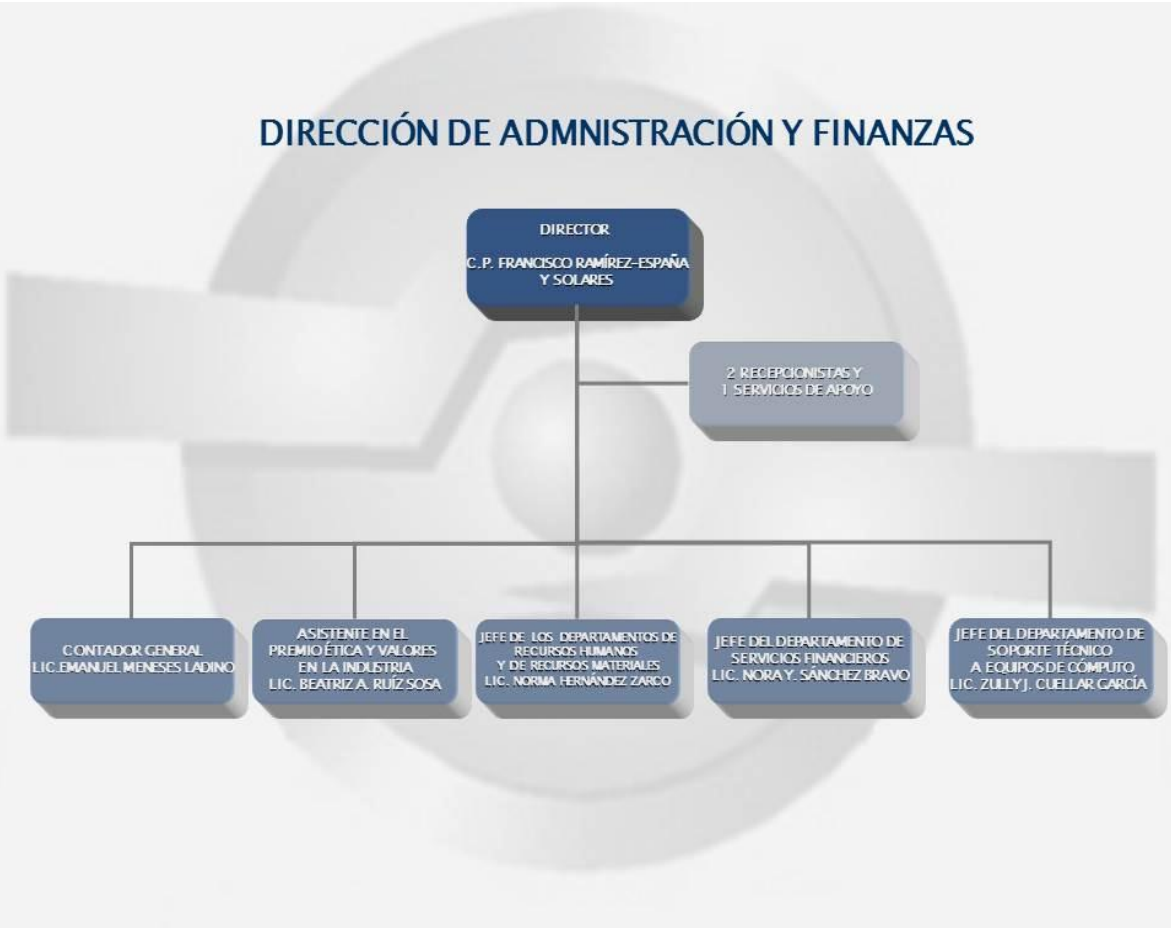 DIRECCIÓN DE ADMNISTRACIÓN Y FINANZAS
DIRECTOR
C.P. FRANCISCO RAMÍREZ-ESPAÑA
Y SOLARES
2 RECEPCIONISTAS Y
1 SERVICIOS DE APOYO
CONTADOR GENERAL
LIC.EMANUEL MENESES LADINO
ASISTENTE EN EL
PREMIO ÉTICA Y VALORES
EN LA INDUSTRIA
LIC. BEATRIZ A. RUÍZ SOSA
JEFE DE LOS DEPARTAMENTOS DE
RECURSOS HUMANOS
Y DE RECURSOS MATERIALES
LIC. NORMA FERNÁNDEZ ZARCO
JEFE DEL DEPARTAMENTO DE
SERVICIOS FINANCIEROS
LIC. NORA Y. SÁNCHEZ BRAVO
JEFE DEL DEPARTAMENTO DE
SOPORTE TÉCNICO
A EQUIPOS DE CÓMPUTO
LIC. ZULLY J. CUELLAR GARCÍA